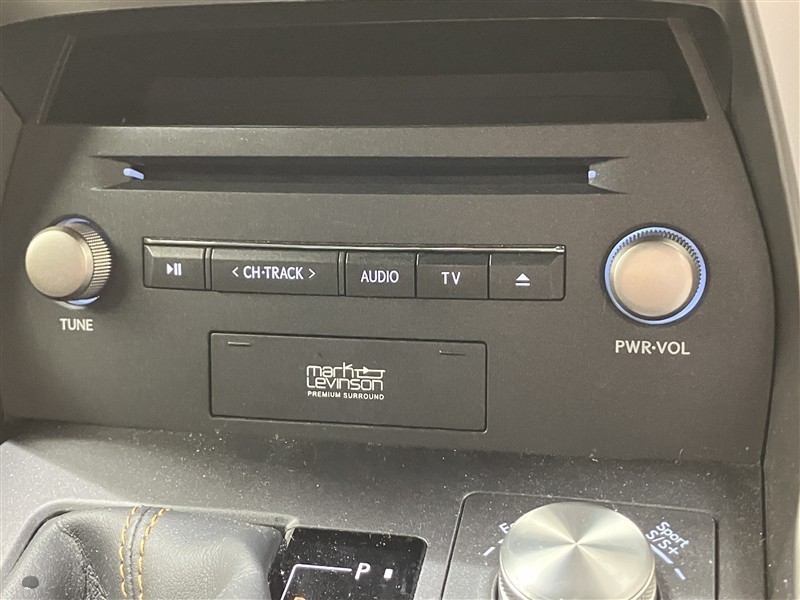 < CH·TRACK >
AUDIO
TV
TUNE
PWR·VOL
mark
Levinson
PREMIUM SURROUND
Sport
S/S+
P